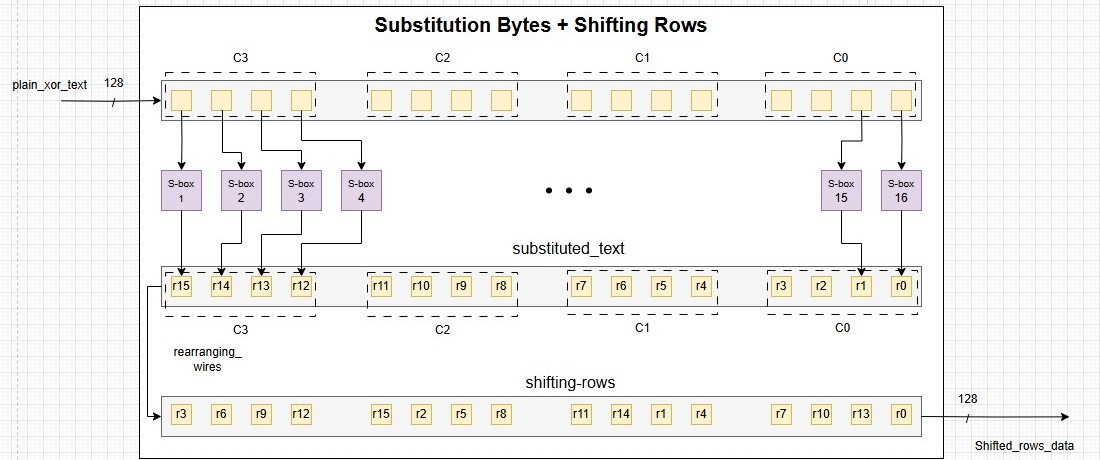 Substitution Bytes + Shifting Rows
C3 C2 C1 C0
plain_xor_text 128
S-box
1
S-box
2
S-box
3
S-box
4
S-box
15
S-box
16
substituted_text
r15 r14 r13 r12 r11 r10 r9 r8 r7 r6 r5 r4 r3 r2 r1 r0
C3 C2 C1 C0
rearranging_
wires
shifting-rows
r3 r6 r9 r12 r15 r2 r5 r8 r11 r14 r1 r4 r7 r10 r13 r0
128
Shifted_rows_data